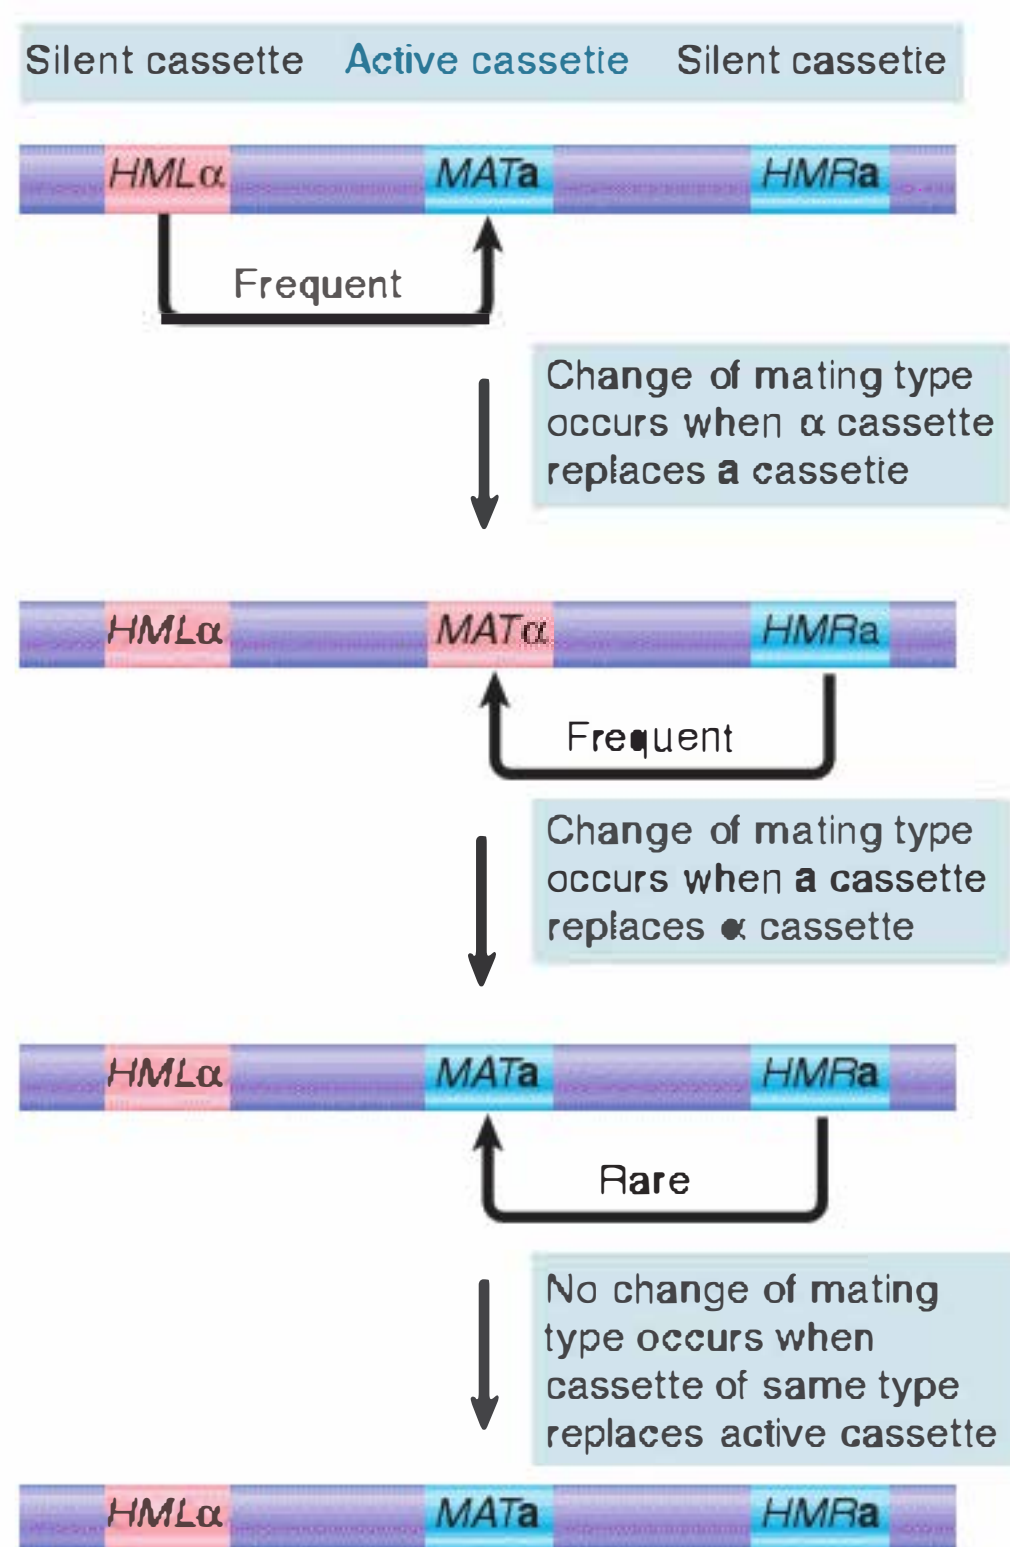 Silent cassette Active cassette Silent cassette
HMLα MATa HMRa
Frequent
Change of mating type
occurs when α cassette
replaces a cassette
HMLα MATα HMRa
Frequent
Change of mating type
occurs when a cassette
replaces α cassette
HMLα MATa HMRa
Rare
No change of mating
type occurs when
cassette of same type
replaces active cassette
HMLα MATa HMRa